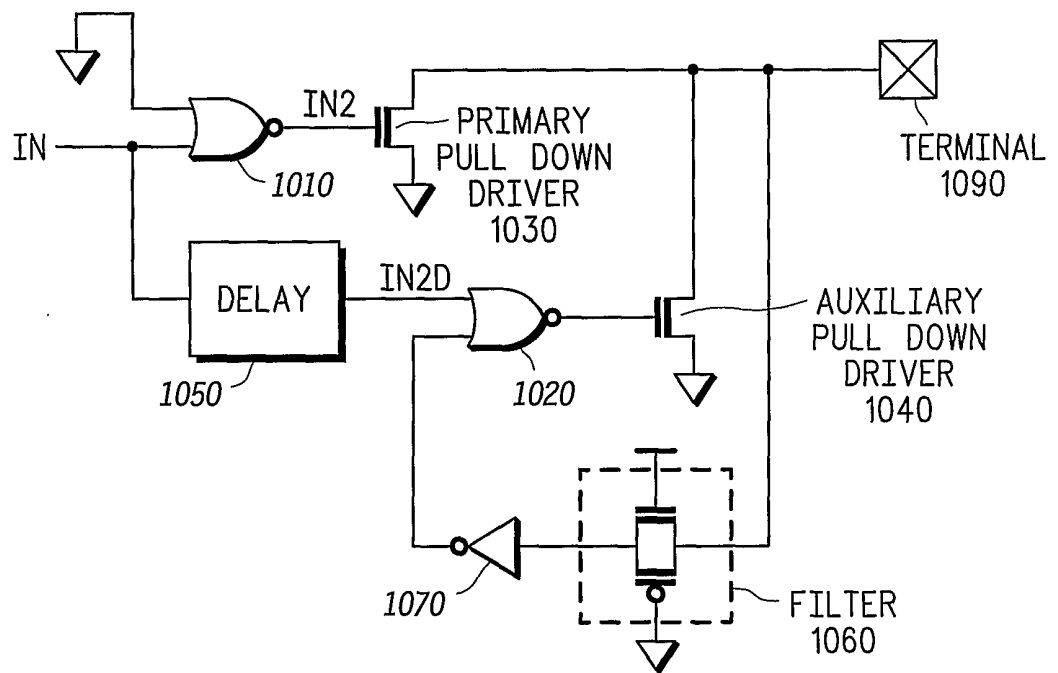 IN
IN2
1010
PRIMARY
PULL DOWN
DRIVER
1030
TERMINAL
1090
DELAY
1050
IN2D
1020
AUXILIARY
PULL DOWN
DRIVER
1040
1070
FILTER
1060